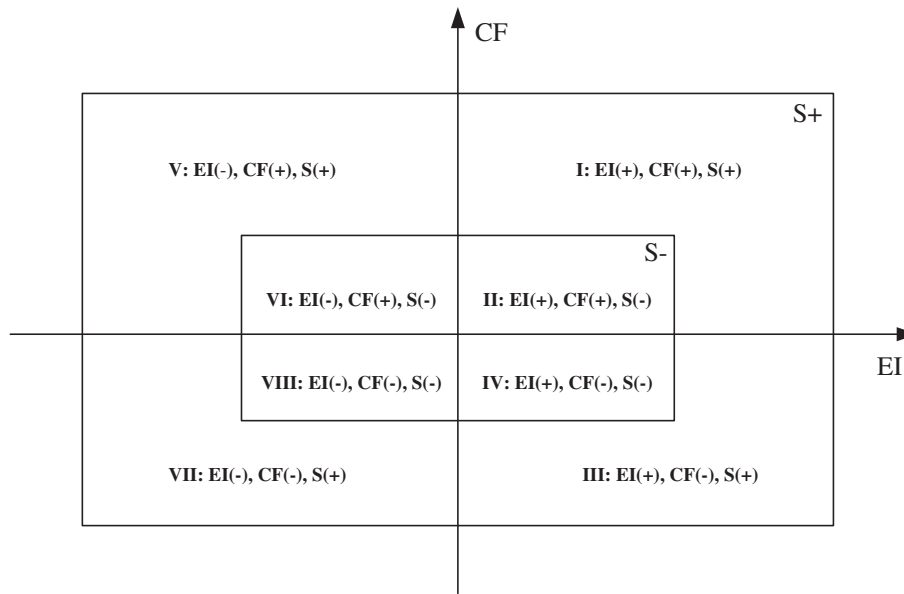 CF
S+
V: EI(-), CF(+), S(+)
I: EI(+), CF(+), S(+)
S-
VI: EI(-), CF(+), S(-)
II: EI(+), CF(+), S(-)
EI
VIII: EI(-), CF(-), S(-)
IV: EI(+), CF(-), S(-)
VII: EI(-), CF(-), S(+)
III: EI(+), CF(-), S(+)